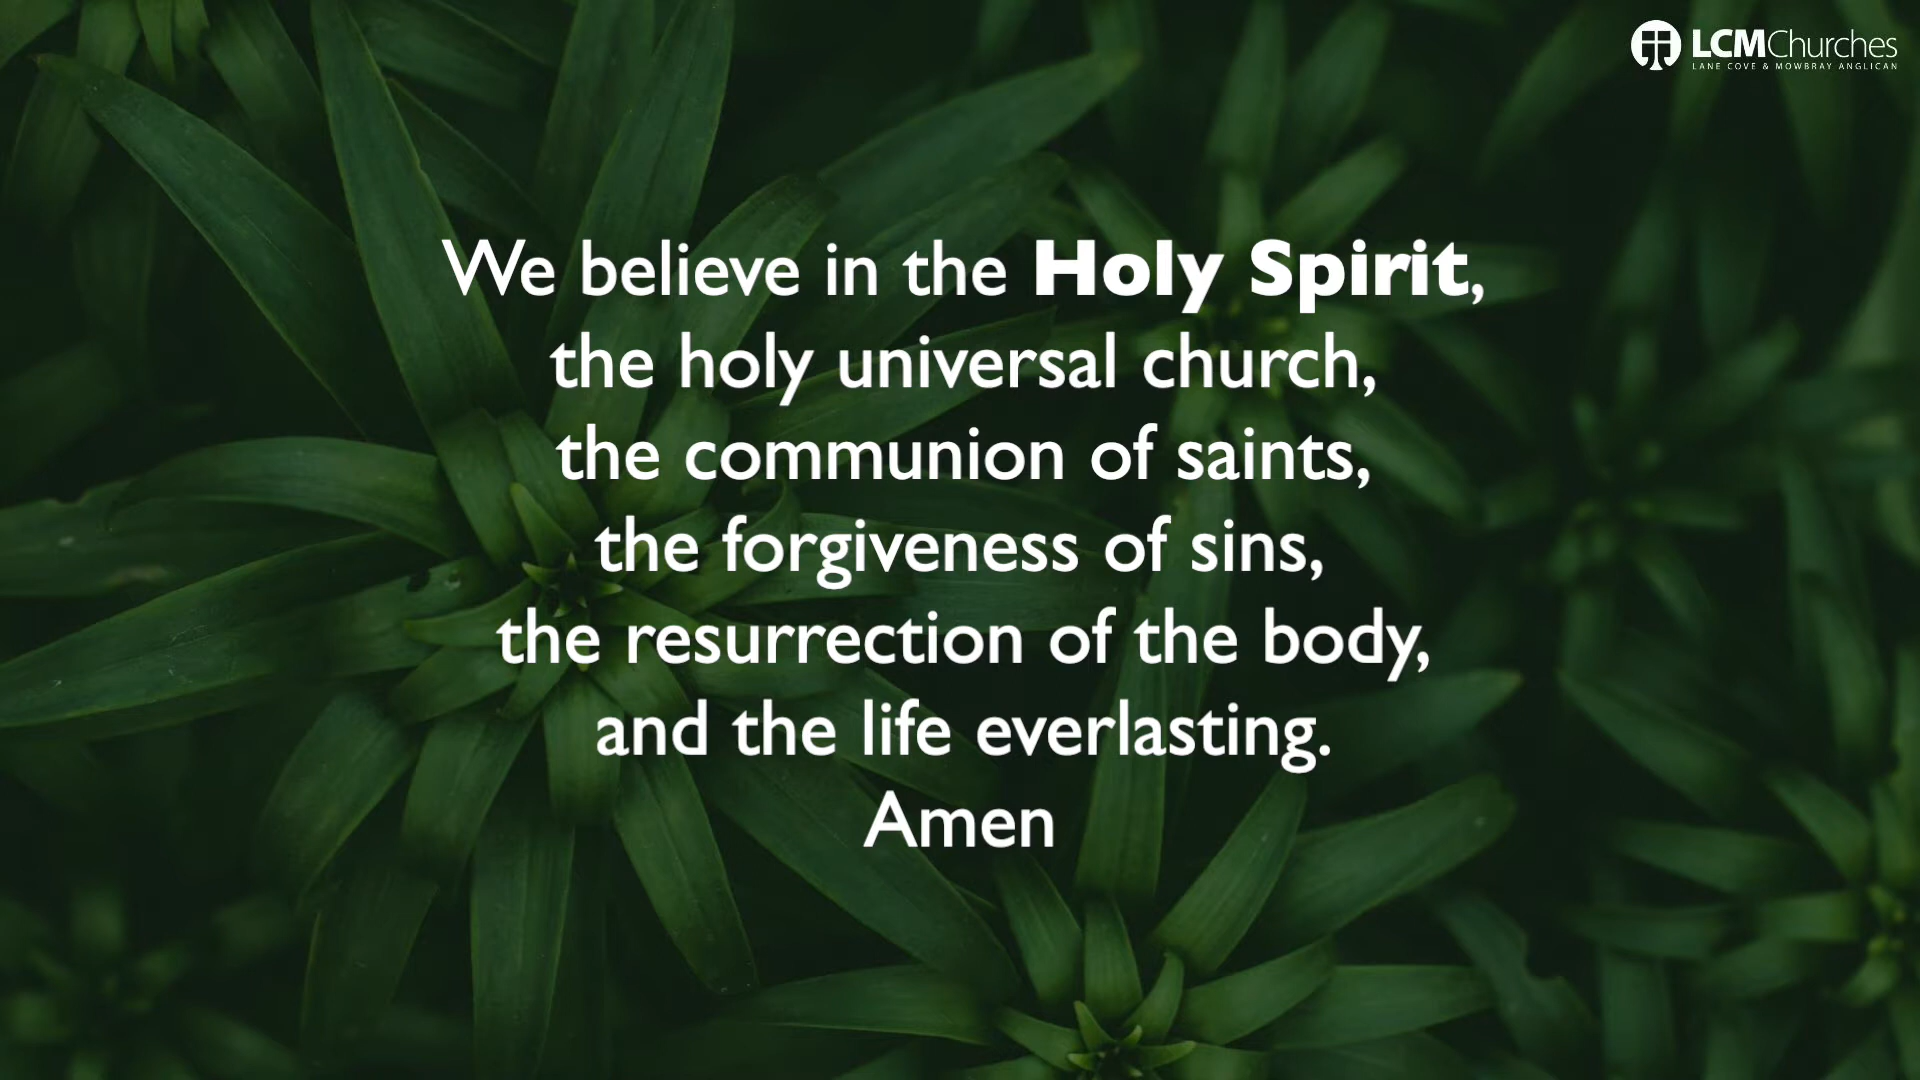 LCMChurches
LANE COVE & MOWBRAY ANGLICAN
We believe in the Holy Spirit,
the holy universal church,
the communion of saints,
the forgiveness of sins,
the resurrection of the body,
and the life everlasting.
Amen